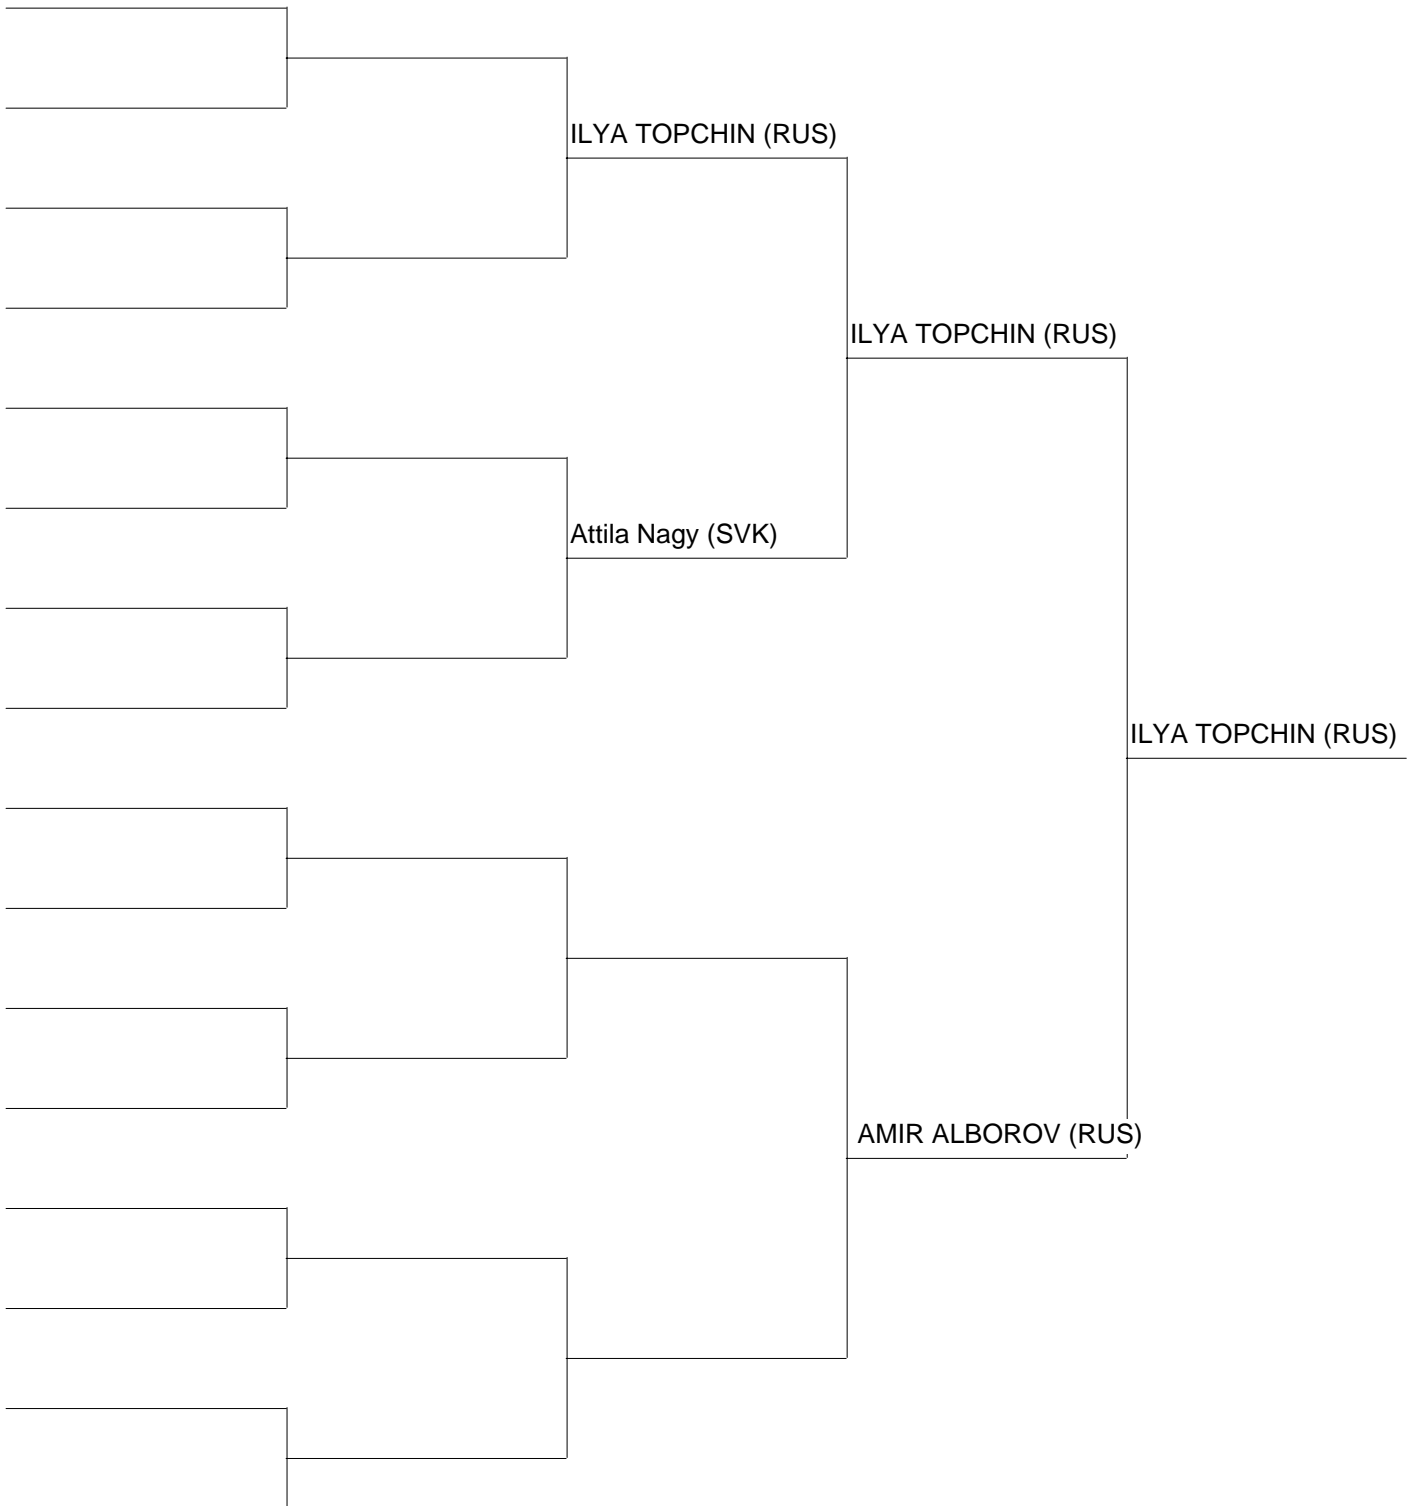 ILYA TOPCHIN (RUS)
ILYA TOPCHIN (RUS)
Attila Nagy (SVK)
ILYA TOPCHIN (RUS)
AMIR ALBOROV (RUS)